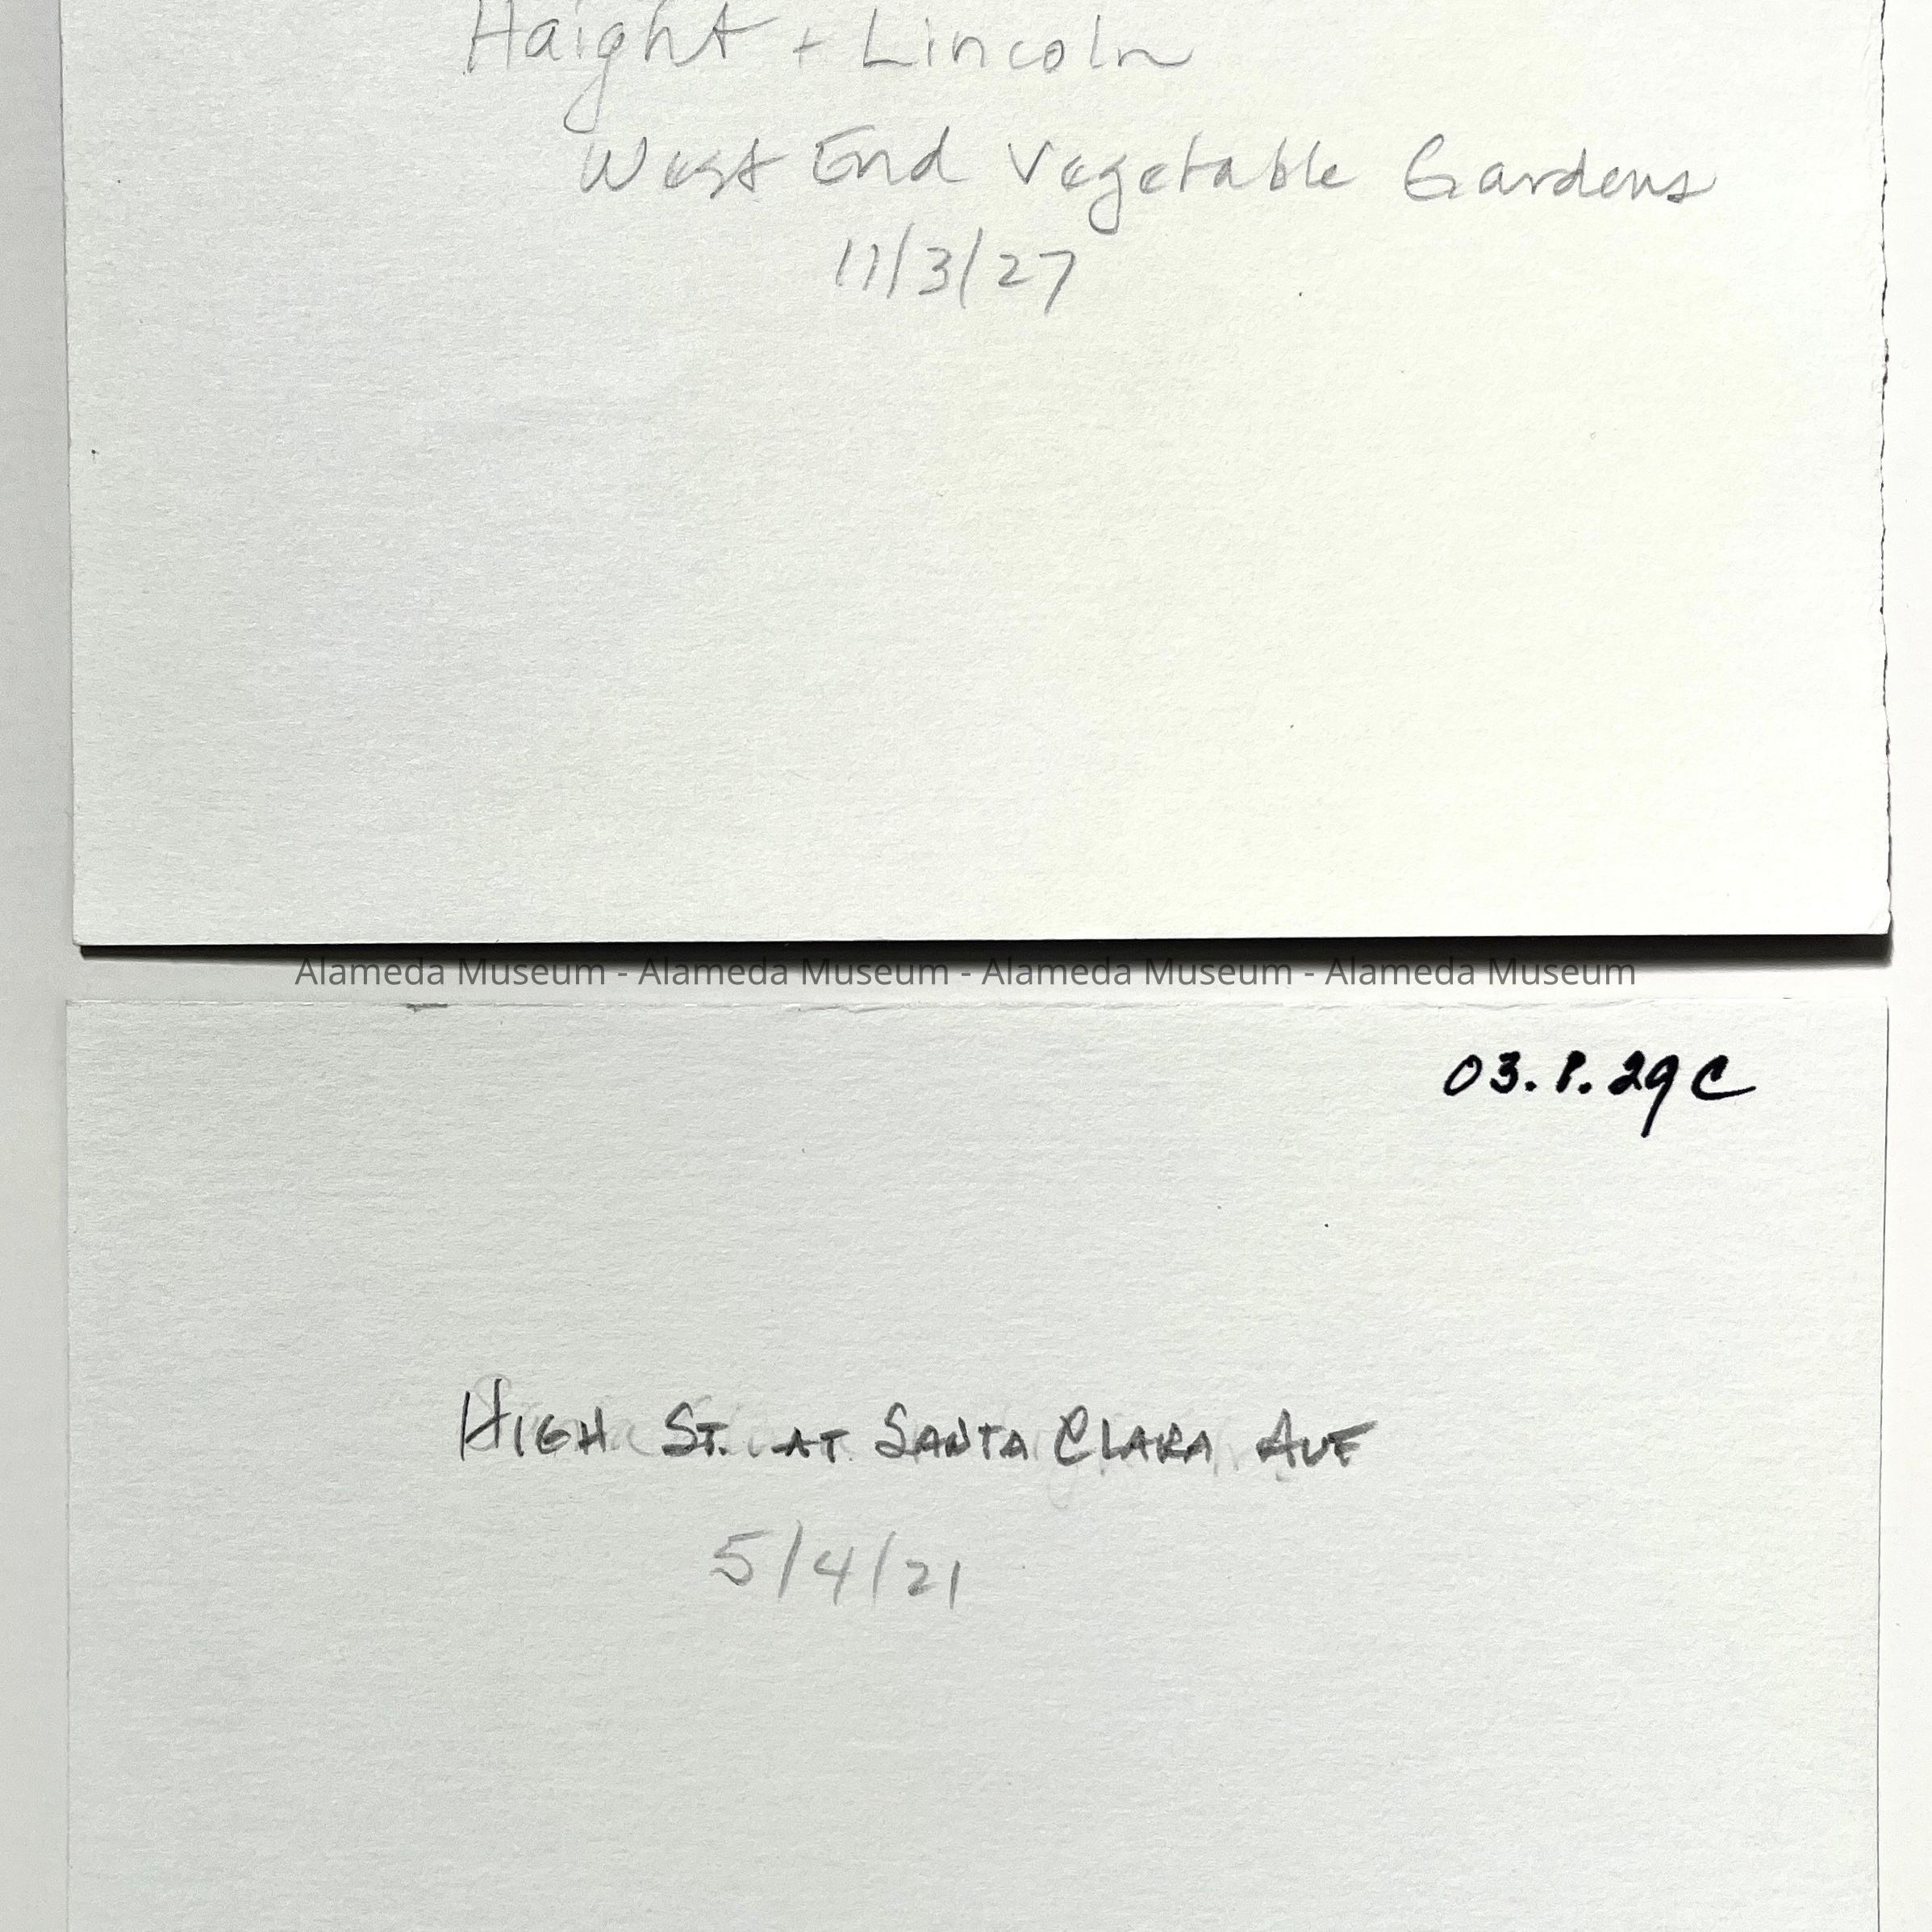 Haight + Lincoln
West End Vegetable Gardens
11/3/27
Alameda Museum - Alameda Museum - Alameda Museum - Alameda Museum
03.P.29C
HIGH ST. AT SANTA CLARA AVE
5/4/21